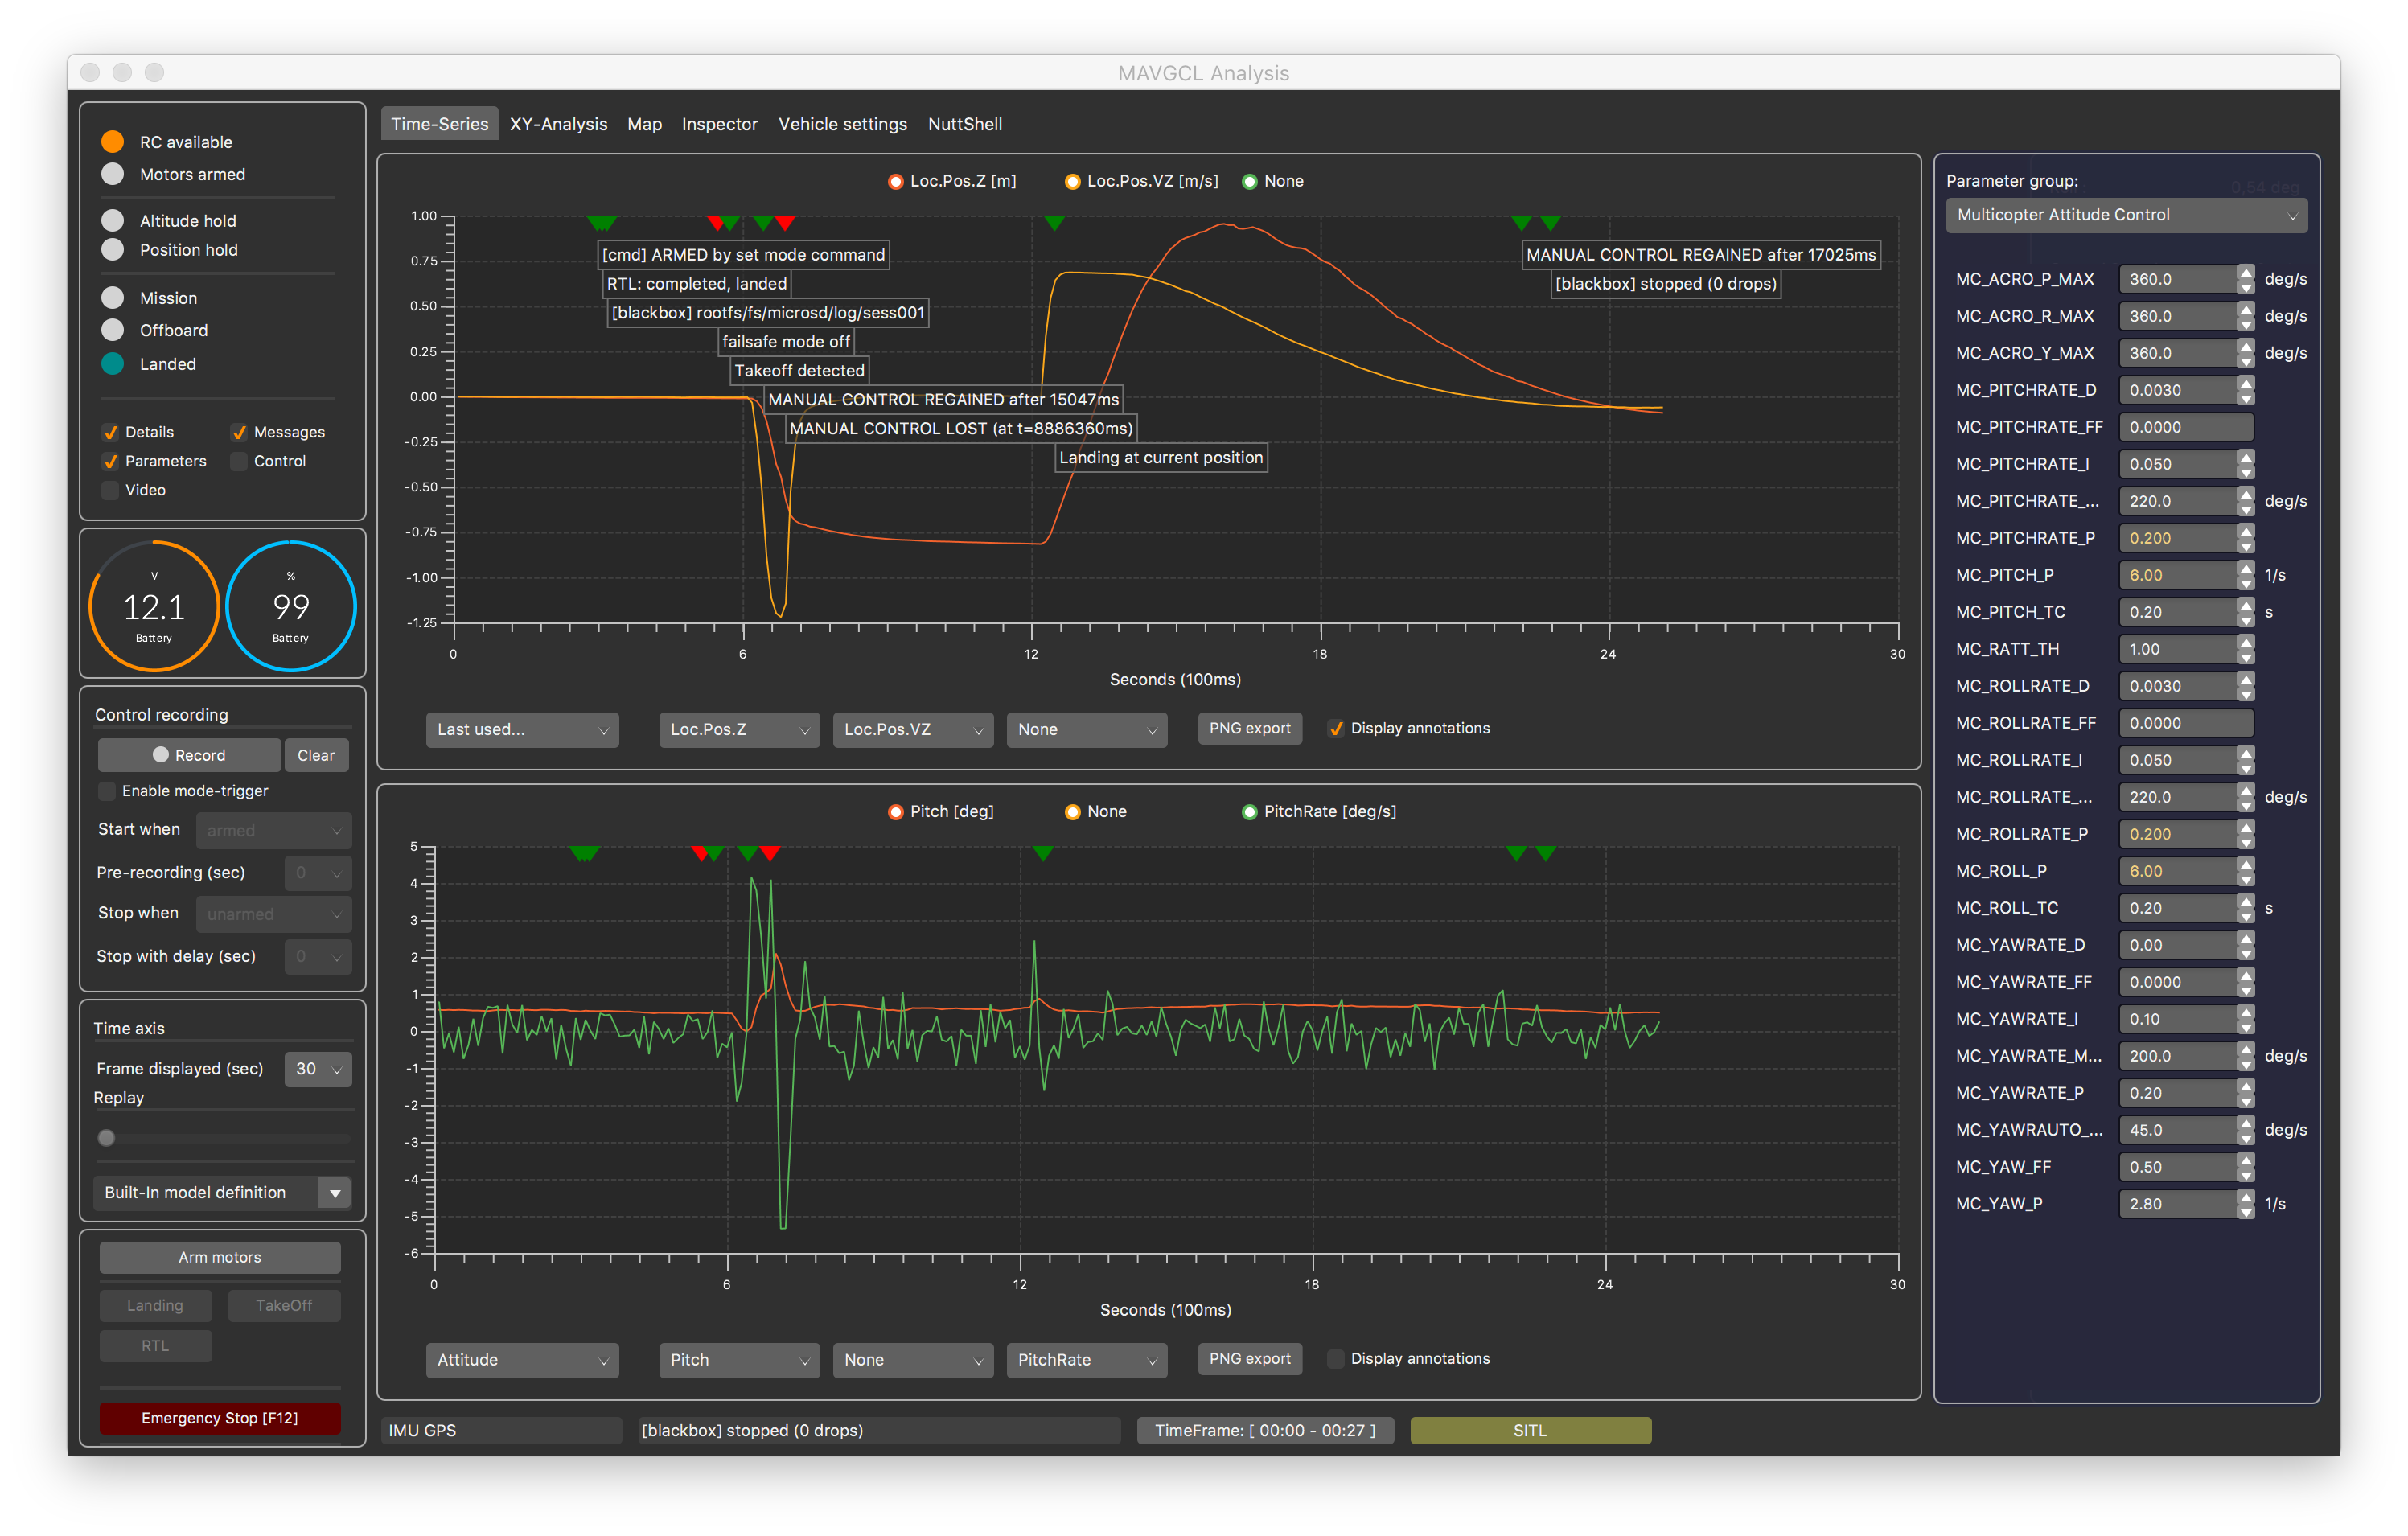 MAVGCL Analysis
RC available
Motors armed
Altitude hold
Position hold
Mission
Offboard
Landed
Details
Messages
Parameters
Control
Video
V
12.1
Battery
%
99
Battery
Control recording
Record
Clear
Enable mode-trigger
Start when
armed
Pre-recording (sec)
0
Stop when
unarmed
Stop with delay (sec)
0
Time axis
Frame displayed (sec)
30
Replay
Built-In model definition
Arm motors
Landing
TakeOff
RTL
Emergency Stop [F12]
Time-Series
XY-Analysis
Map
Inspector
Vehicle settings
NuttShell
Loc.Pos.Z [m]
Loc.Pos.VZ [m/s]
None
1.00
0.75
0.50
0.25
0.00
-0.25
-0.50
-0.75
-1.00
-1.25
[cmd] ARMED by set mode command
RTL: completed, landed
[blackbox] rootfs/fs/microsd/log/sess001
failsafe mode off
Takeoff detected
MANUAL CONTROL REGAINED after 15047ms
MANUAL CONTROL LOST (at t=8886360ms)
Landing at current position
MANUAL CONTROL REGAINED after 17025ms
[blackbox] stopped (0 drops)
0
6
12
18
24
30
Seconds (100ms)
Last used...
Loc.Pos.Z
Loc.Pos.VZ
None
PNG export
Display annotations
Pitch [deg]
None
PitchRate [deg/s]
5
4
3
2
1
0
-1
-2
-3
-4
-5
-6
0
6
12
18
24
30
Seconds (100ms)
Attitude
Pitch
None
PitchRate
PNG export
Display annotations
IMU GPS
[blackbox] stopped (0 drops)
TimeFrame: [ 00:00 - 00:27 ]
SITL
Parameter group:
0,54 deg
Multicopter Attitude Control
MC_ACRO_P_MAX 360.0 deg/s
MC_ACRO_R_MAX 360.0 deg/s
MC_ACRO_Y_MAX 360.0 deg/s
MC_PITCHRATE_D 0.0030
MC_PITCHRATE_FF 0.0000
MC_PITCHRATE_I 0.050
MC_PITCHRATE_... 220.0 deg/s
MC_PITCHRATE_P 0.200
MC_PITCH_P 6.00 1/s
MC_PITCH_TC 0.20 s
MC_RATT_TH 1.00
MC_ROLLRATE_D 0.0030
MC_ROLLRATE_FF 0.0000
MC_ROLLRATE_I 0.050
MC_ROLLRATE_... 220.0 deg/s
MC_ROLLRATE_P 0.200
MC_ROLL_P 6.00
MC_ROLL_TC 0.20 s
MC_YAWRATE_D 0.00
MC_YAWRATE_FF 0.0000
MC_YAWRATE_I 0.10
MC_YAWRATE_M... 200.0 deg/s
MC_YAWRATE_P 0.20
MC_YAWRAUTO_... 45.0 deg/s
MC_YAW_FF 0.50
MC_YAW_P 2.80 1/s